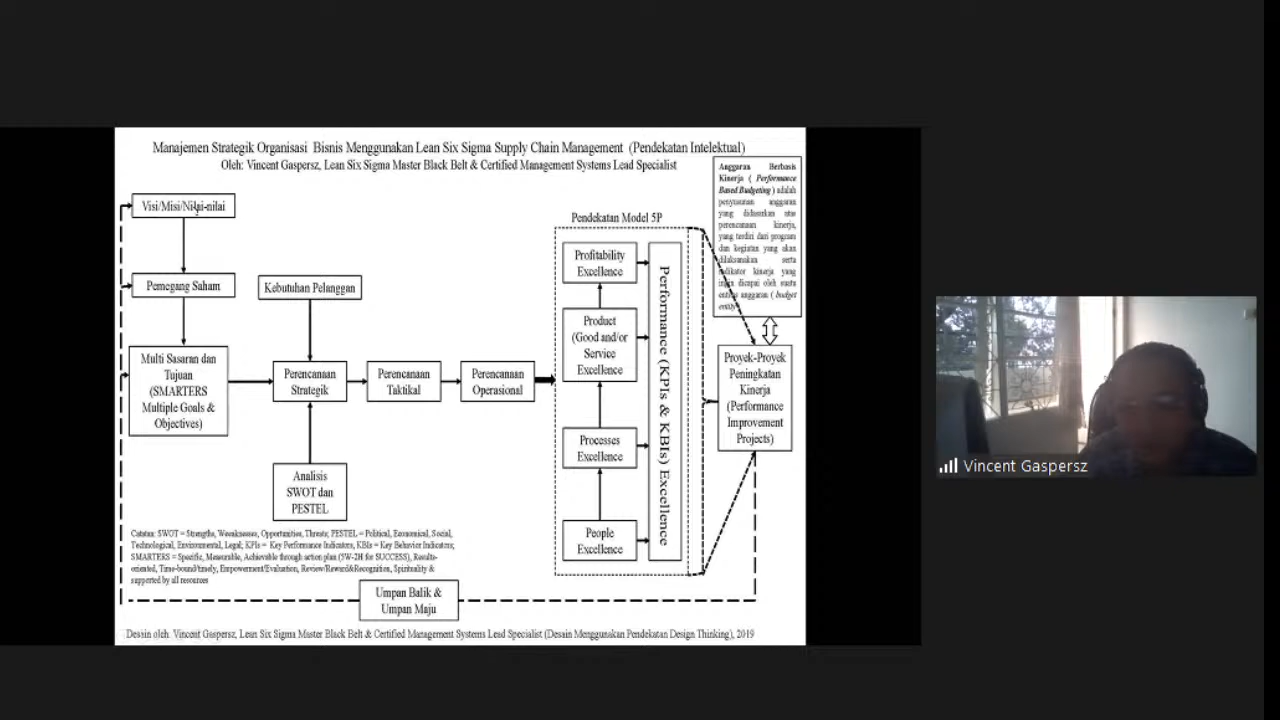 Manajemen Strategik Organisasi Bisnis Menggunakan Lean Six Sigma Supply Chain Management (Pendekatan Intelektual)
Oleh: Vincent Gaspersz, Lean Six Sigma Master Black Belt & Certified Management Systems Lead Specialist
Anggaran Berbasis
Kinerja ( Performance
Based Budgeting ) adalah
penyusunan anggaran
yang didasarkan atas
perencanaan kinerja,
yang terdiri dari program
dan kegiatan yang akan
dilaksanakan serta
indikator kinerja yang
ingin dicapai oleh suatu
entitas anggaran ( budget
entity
Visi/Misi/Nilai-nilai
Pemegang Saham
Multi Sasaran dan
Tujuan
(SMARTERS
Multiple Goals &
Objectives)
Kebutuhan Pelanggan
Perencanaan
Strategik
Analisis
SWOT dan
PESTEL
Perencanaan
Taktikal
Perencanaan
Operasional
Pendekatan Model 5P
Profitability
Excellence
Product
(Good and/or
Service
Excellence
Processes
Excellence
People
Excellence
Performance (KPIs & KBIs) Excellence
Proyek-Proyek
Peningkatan
Kinerja
(Performance
Improvement
Projects)
Catatan: SWOT = Strengths, Weeaknesses, Opportunities, Threats; PESTEL = Political, Economical, Social,
Technological, Environmental, Legal; KPIs = Key Performance Indicators, KBIs = Key Behavior Indicators;
SMARTERS = Specific, Measurable, Achievable through action plan (5W-2H for SUCCESS), Results-
oriented, Time-bound/timely, Empowerment/Evaluation, Review/Reward&Recognition, Spirituality &
supported by all resources
Umpan Balik &
Umpan Maju
Desain oleh: Vincent Gaspersz, Lean Six Sigma Master Black Belt & Certified Management Systems Lead Specialist (Desain Menggunakan Pendekatan Design Thinking), 2019
Vincent Gaspersz